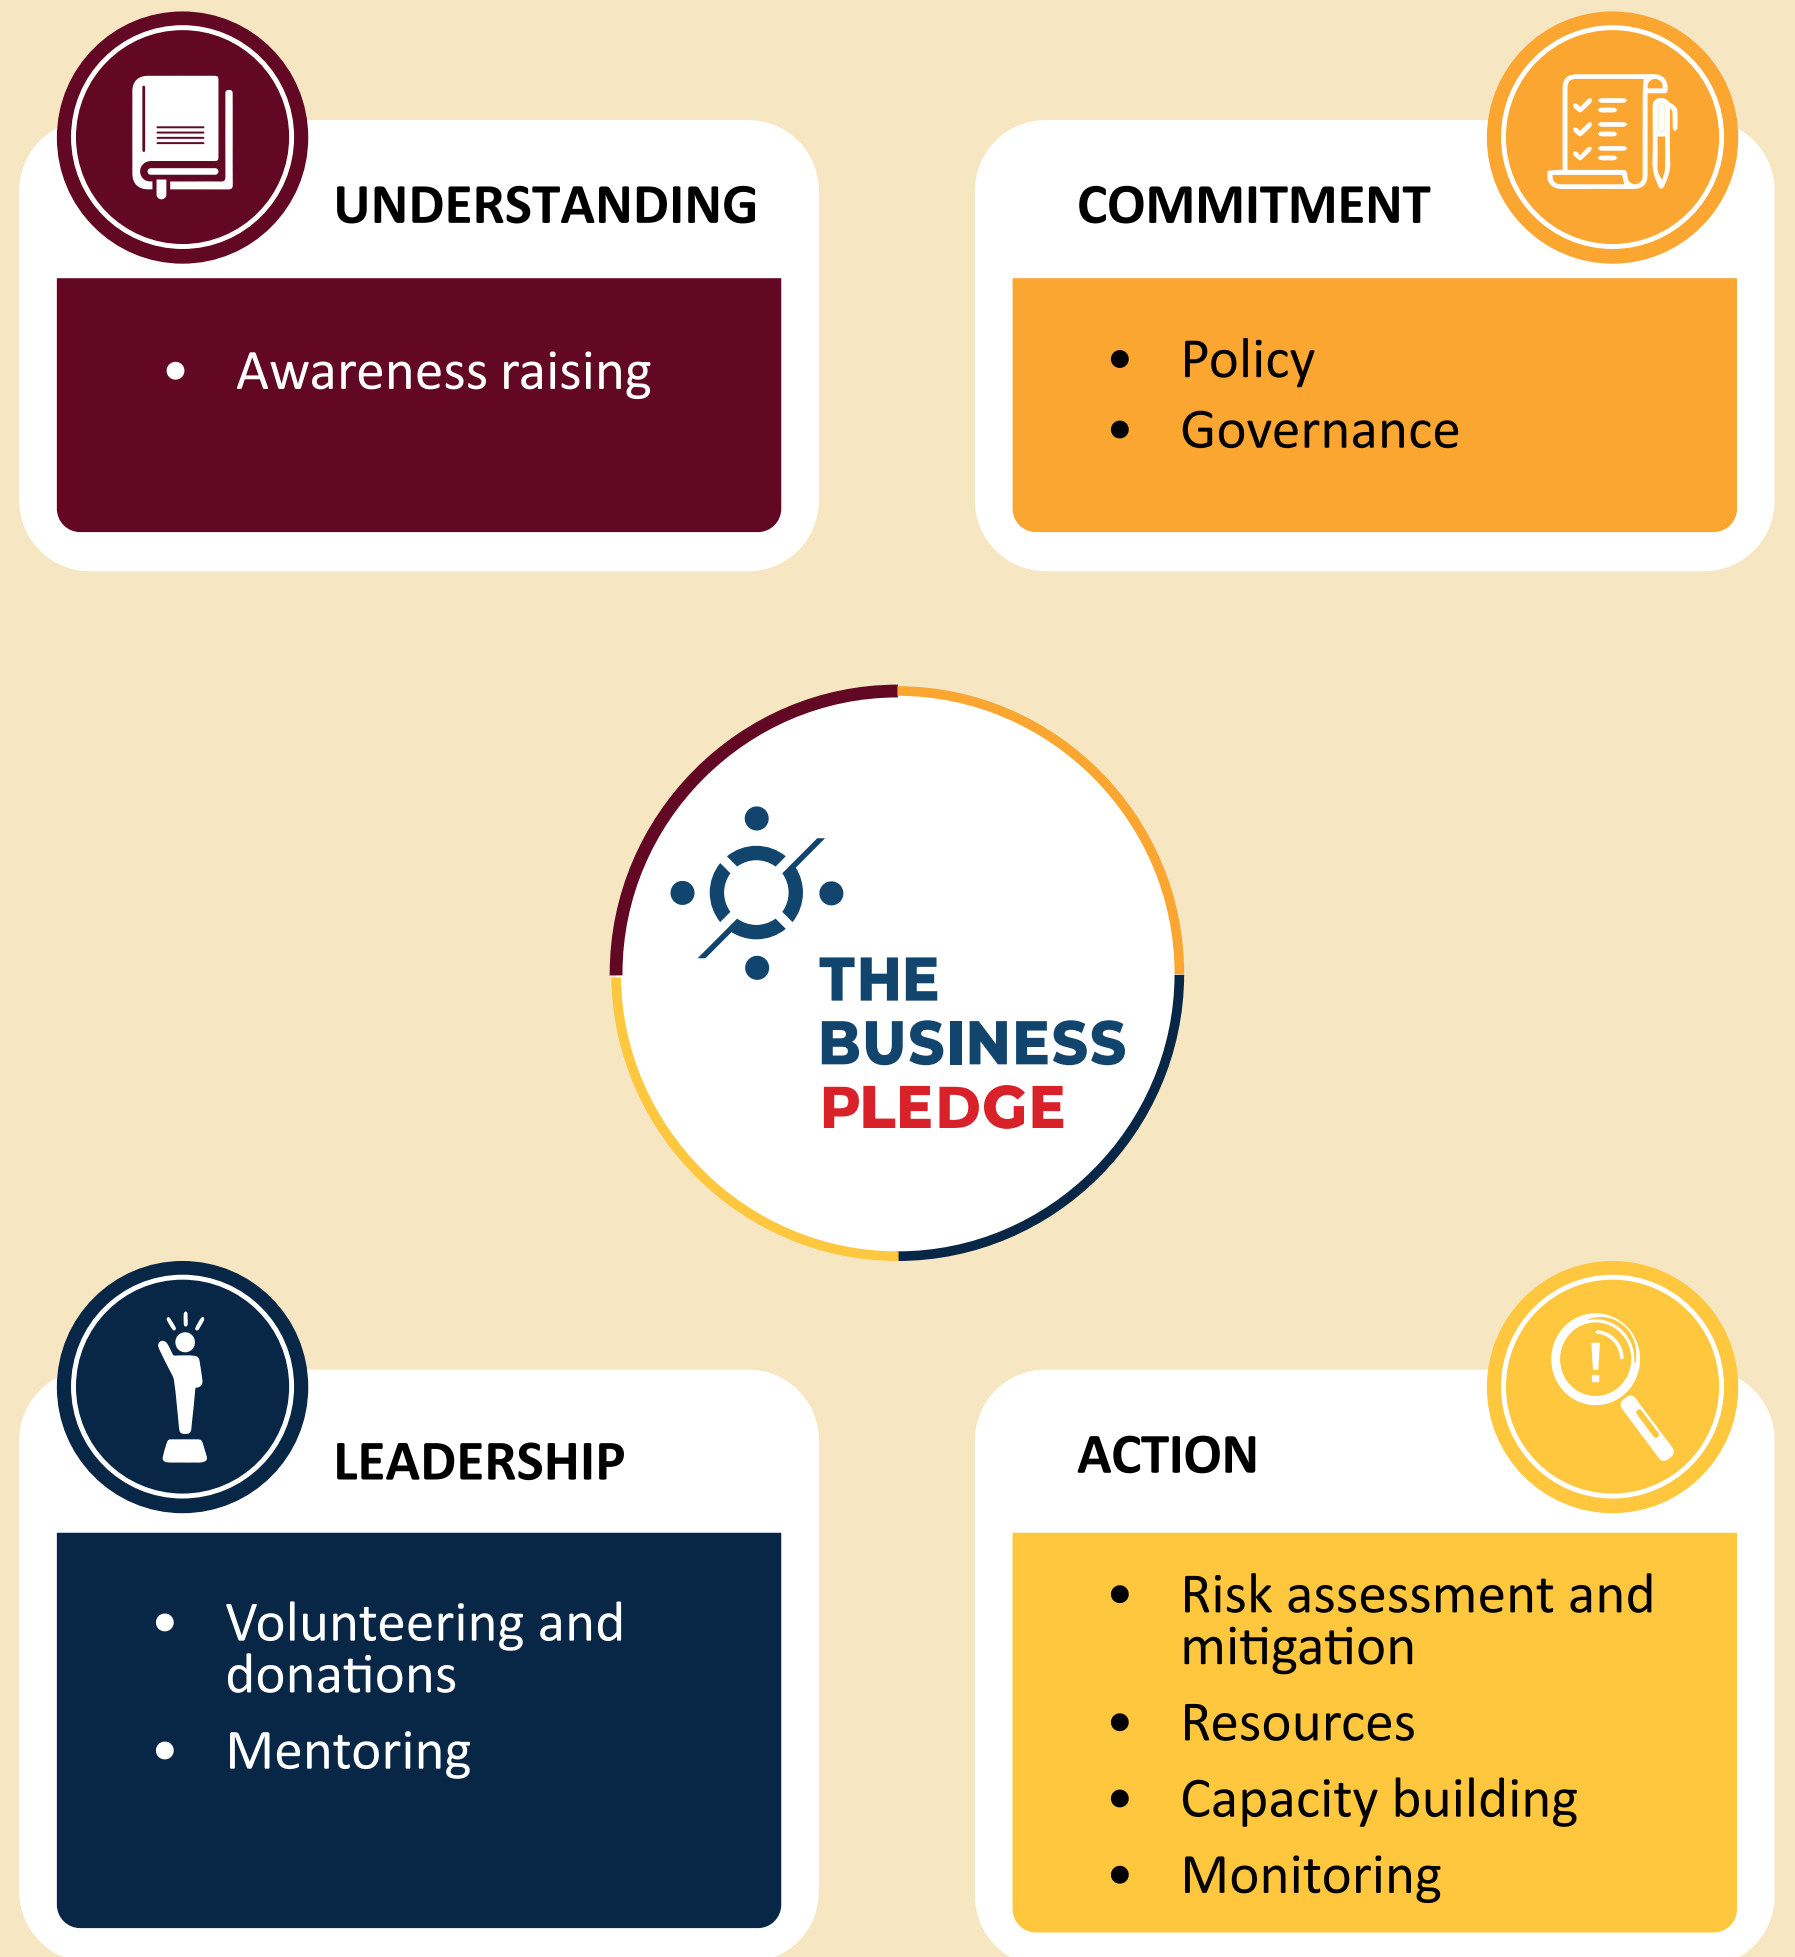 UNDERSTANDING
• Awareness raising
COMMITMENT
• Policy
• Governance
THE
BUSINESS
PLEDGE
LEADERSHIP
• Volunteering and
donations
• Mentoring
ACTION
• Risk assessment and
mitigation
• Resources
• Capacity building
• Monitoring